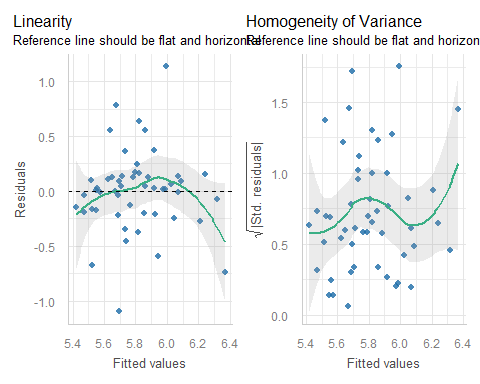 Linearity
Reference line should be flat and horizontal
Homogeneity of Variance
Reference line should be flat and horizon
Residuals
1.0
0.5
0.0
-0.5
-1.0
5.4 5.6 5.8 6.0 6.2 6.4
Fitted values
√|Std. residuals|
1.5
1.0
0.5
0.0
5.4 5.6 5.8 6.0 6.2 6.4
Fitted values